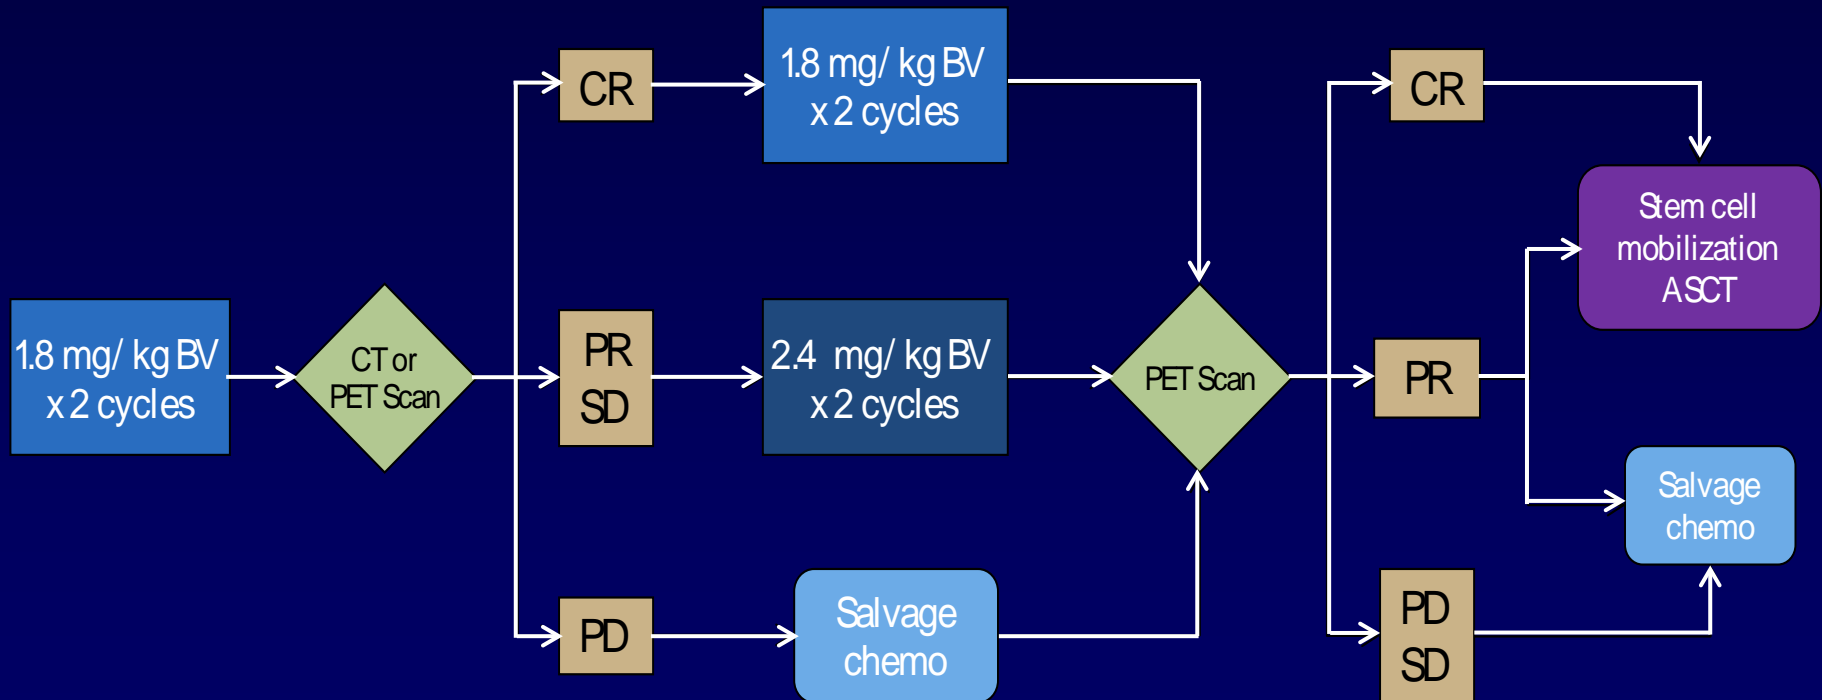 1.8 mg/kg BV
x 2 cycles
CT or
PET Scan
CR
PR
SD
PD
1.8 mg/kg BV
x 2 cycles
2.4 mg/kg BV
x 2 cycles
Salvage
chemo
PET Scan
CR
PR
PD
SD
Stem cell
mobilization
ASCT
Salvage
chemo